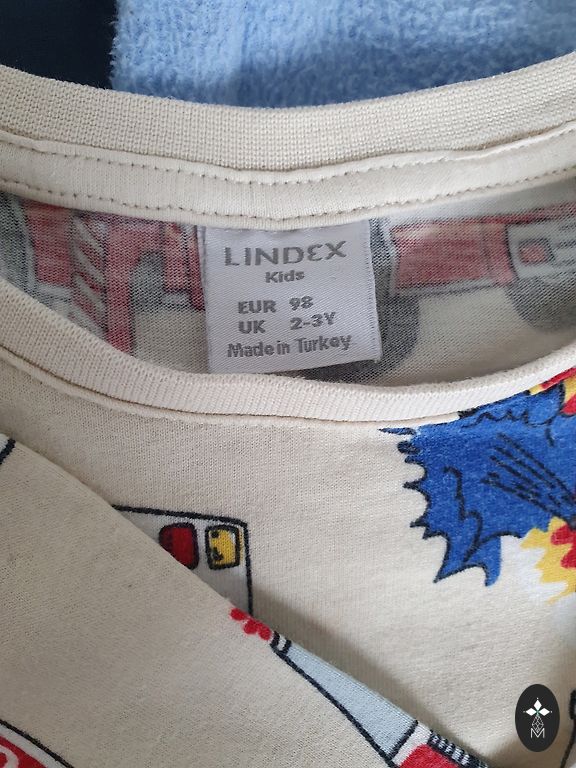 LINDEX
Kids
EUR 98
UK 2-3Y
Made in Turkey
M